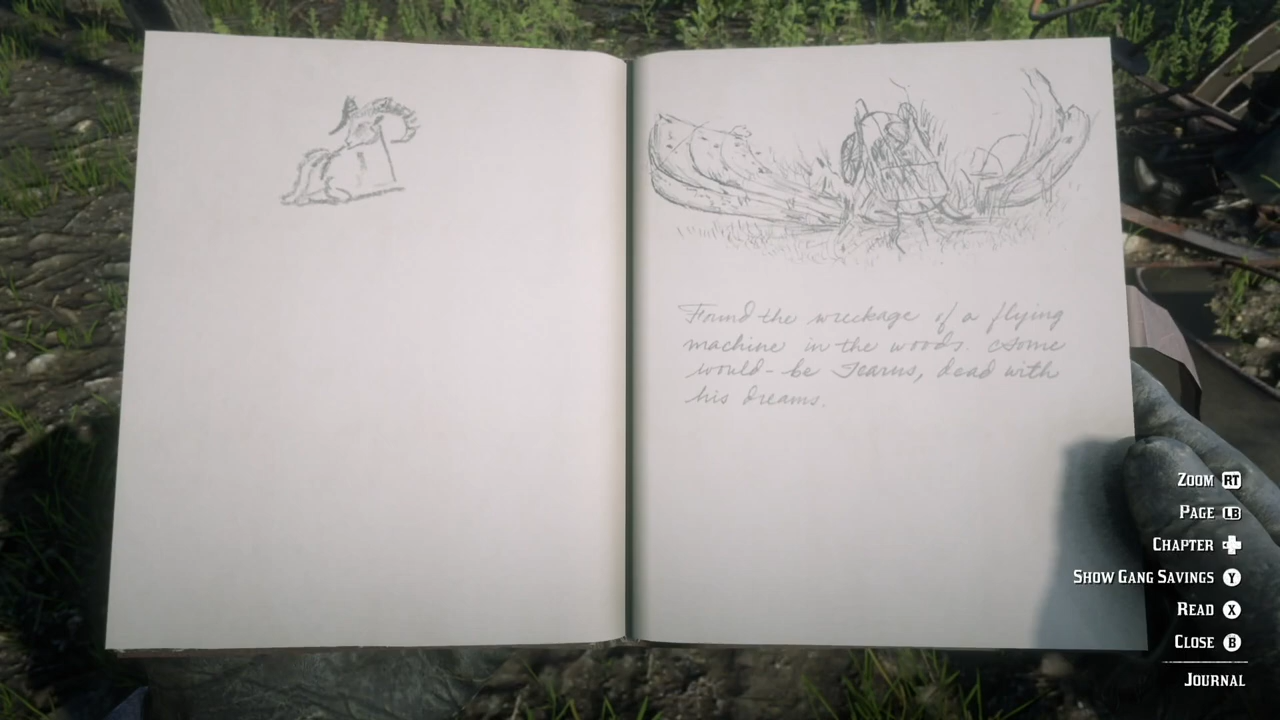 Found the wreckage of a flying
machine in the woods. Some
would-be Icarus, dead with
his dreams.
ZOOM RT
PAGE LB
CHAPTER
SHOW GANG SAVINGS Y
READ X
CLOSE B
JOURNAL